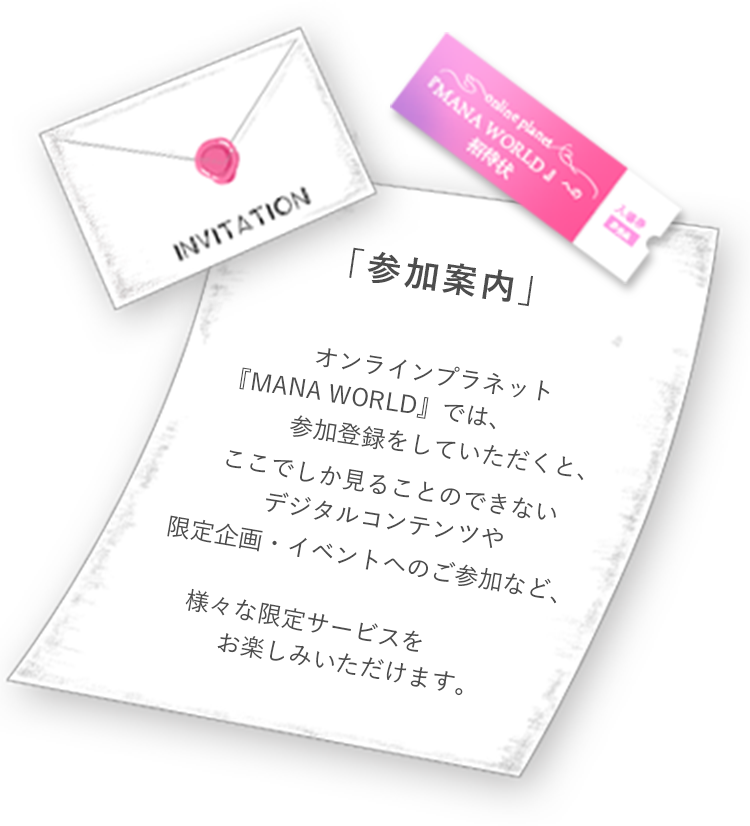 INVITATION
online planet
『MANA WORLD』への
招待状
入場券
「参加案内」
オンラインプラネット
『MANA WORLD』では、
参加登録をしていただくと、
ここでしか見ることのできない
デジタルコンテンツや
限定企画・イベントへのご参加など、
様々な限定サービスを
お楽しみいただけます。